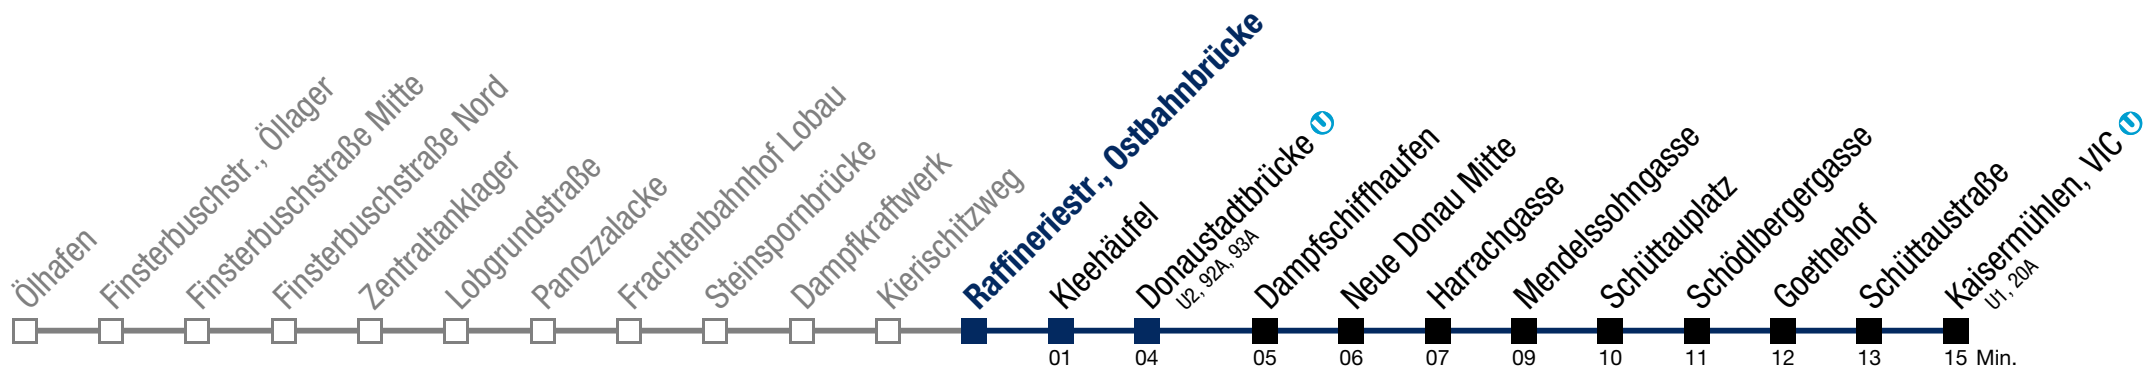 Ölhafen
Finsterbuschstr., Öllager
Finsterbuschstraße Mitte
Finsterbuschstraße Nord
Zentraltanklager
Lobgrundstraße
Panozzalacke
Frachtenbahnhof Lobau
Steinspornbrücke
Dampfkraftwerk
Kierischitzweg
Raffineriestr., Ostbahnbrücke
Kleehäufel
Donaustadtbrücke U
U2, 92A, 93A
Dampfschiffhaufen
Neue Donau Mitte
Harrachgasse
Mendelssohngasse
Schüttauplatz
Schödlbergergasse
Goethehof
Schüttaustraße
Kaisermühlen, VIC U
U1, 20A
01 04 05 06 07 09 10 11 12 13 15 Min.